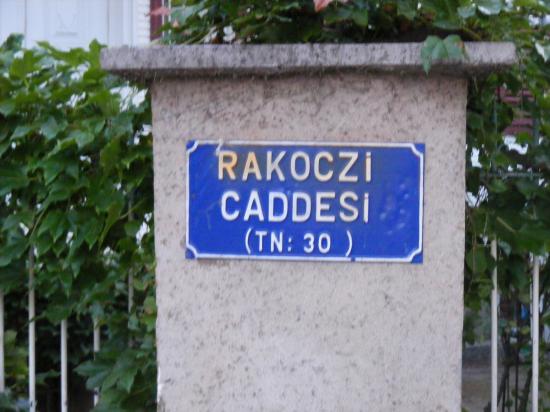 RAKOCZİ
CADDESİ
(TN: 30 )